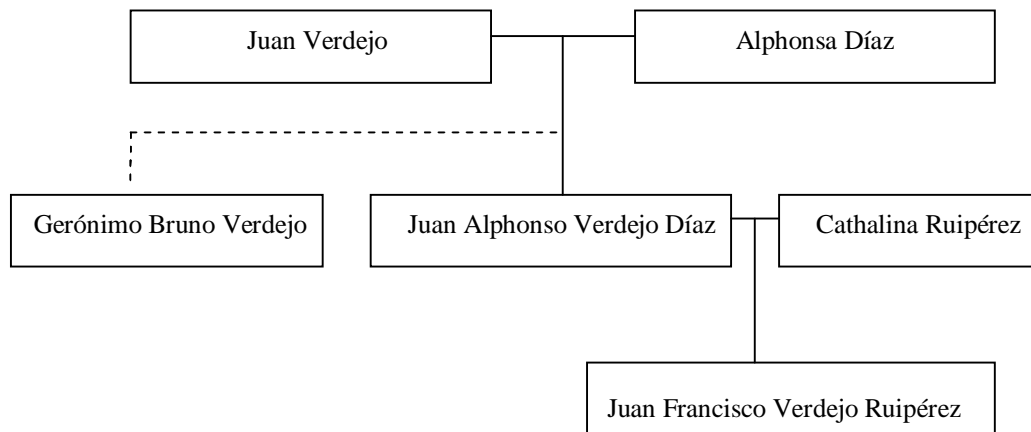 Juan Verdejo
Alphonsa Díaz
Gerónimo Bruno Verdejo
Juan Alphonso Verdejo Díaz
Cathalina Ruipérez
Juan Francisco Verdejo Ruipérez